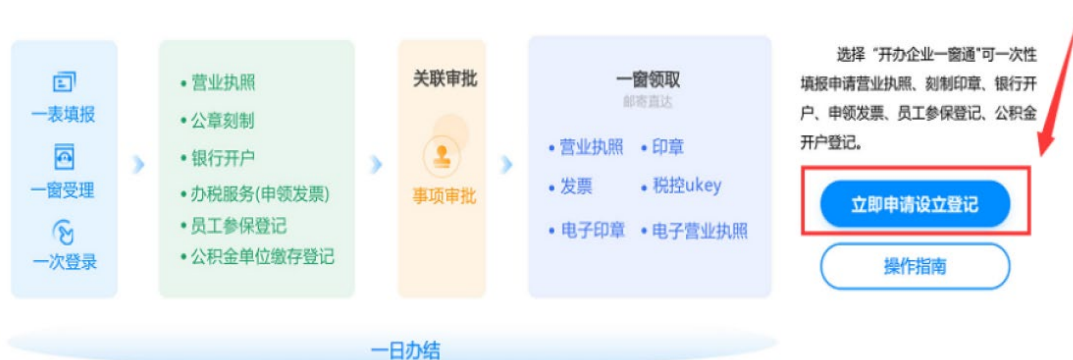 一表填报
一窗受理
一次登录
•营业执照
•公章刻制
•银行开户
•办税服务(申领发票)
•员工参保登记
•公积金单位缴存登记
关联审批
事项审批
一窗领取
邮寄直达
•营业执照 •印章
•发票 •税控ukey
•电子印章 •电子营业执照
选择“开办企业一窗通"可一次性
填报申请营业执照、刻制印章、银行开
户、申领发票、员工参保登记、公积金
开户登记。
立即申请设立登记
操作指南
一日办结